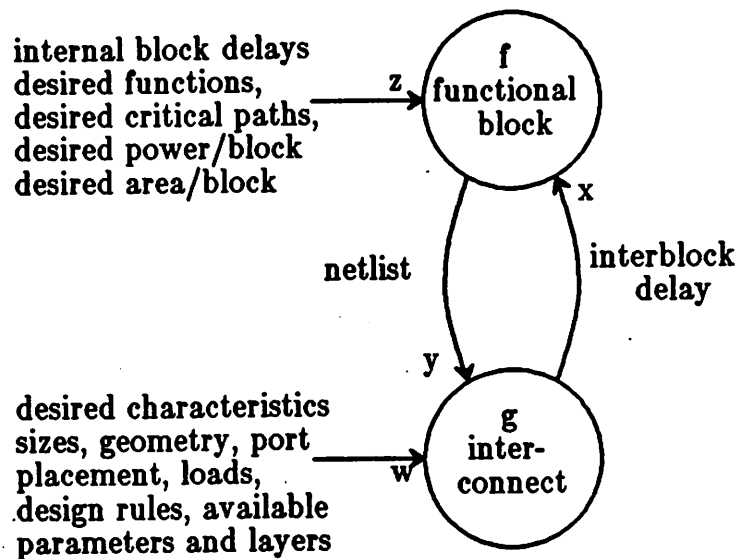 internal block delays
desired functions,
desired critical paths,
desired power/block
desired area/block
z
f
functional
block
x
netlist
interblock
delay
y
desired characteristics
sizes, geometry, port
placement, loads,
design rules, available
parameters and layers
w
g
inter-
connect